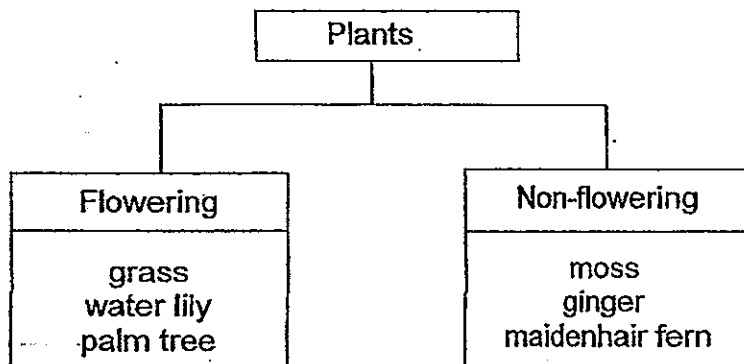 Plants
Flowering
grass
water lily
palm tree
Non-flowering
moss
ginger
maidenhair fern